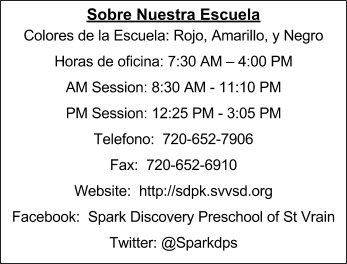 Sobre Nuestra Escuela
Colores de la Escuela: Rojo, Amarillo, y Negro
Horas de oficina: 7:30 AM – 4:00 PM
AM Session: 8:30 AM - 11:10 PM
PM Session: 12:25 PM - 3:05 PM
Telefono:  720-652-7906
Fax:  720-652-6910
Website:  http://sdpk.svvsd.org
Facebook:  Spark Discovery Preschool of St Vrain
Twitter: @Sparkdps